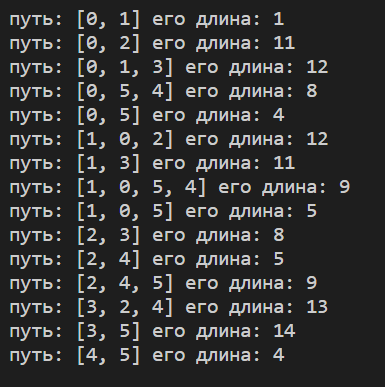 путь: [0, 1] его длина: 1
путь: [0, 2] его длина: 11
путь: [0, 1, 3] его длина: 12
путь: [0, 5, 4] его длина: 8
путь: [0, 5] его длина: 4
путь: [1, 0, 2] его длина: 12
путь: [1, 3] его длина: 11
путь: [1, 0, 5, 4] его длина: 9
путь: [1, 0, 5] его длина: 5
путь: [2, 3] его длина: 8
путь: [2, 4] его длина: 5
путь: [2, 4, 5] его длина: 9
путь: [3, 2, 4] его длина: 13
путь: [3, 5] его длина: 14
путь: [4, 5] его длина: 4